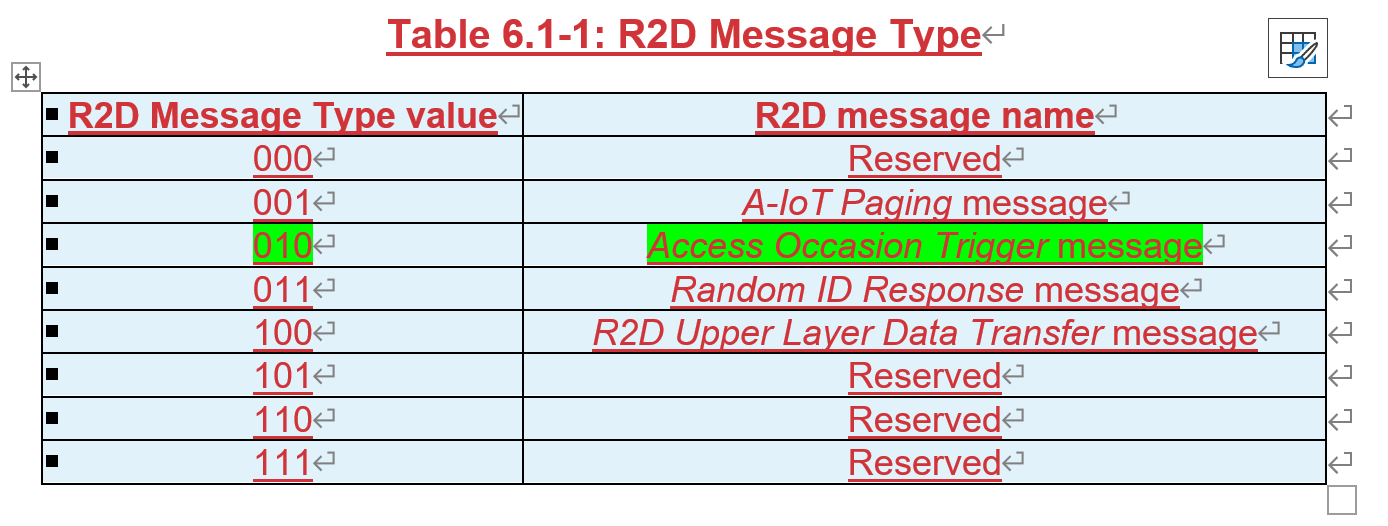 Table 6.1-1: R2D Message Type
R2D Message Type value R2D message name
000 Reserved
001 A-IoT Paging message
010 Access Occasion Trigger message
011 Random ID Response message
100 R2D Upper Layer Data Transfer message
101 Reserved
110 Reserved
111 Reserved